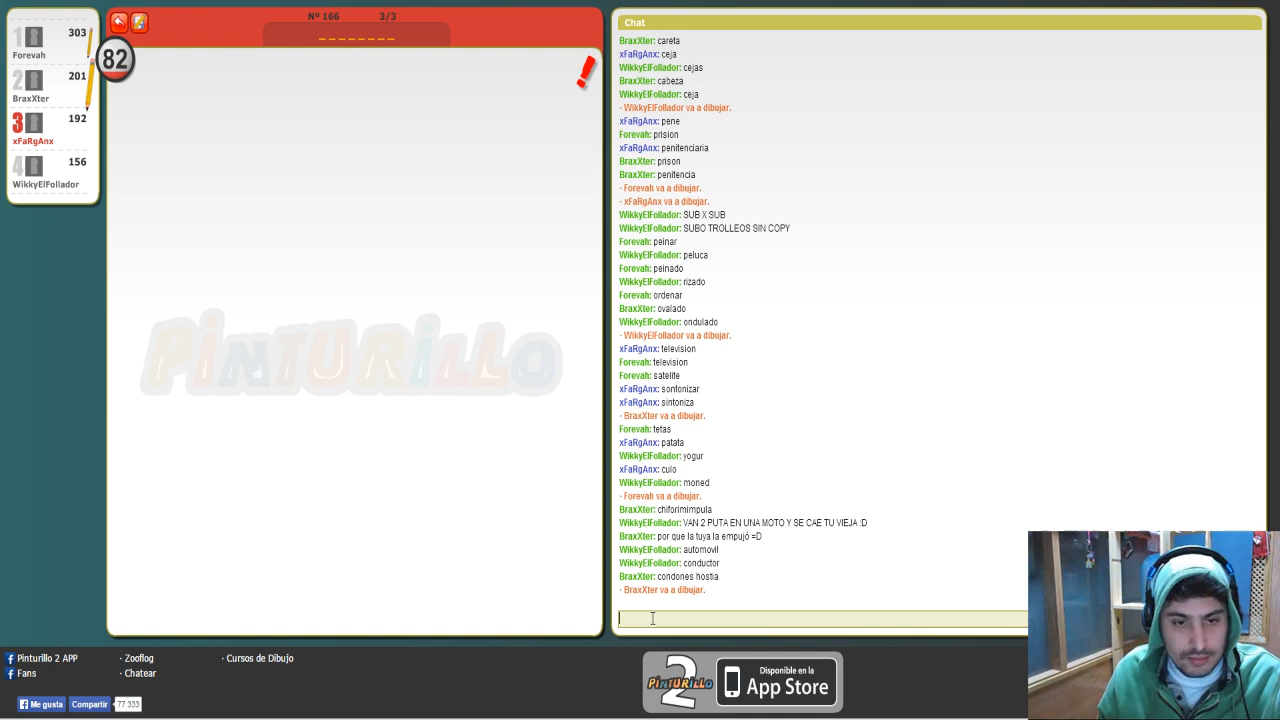 1
303
Forevah
2
201
BraxXter
3
192
xFaRgAnx
4
156
WikkyElFollador
82
Nº 166 3/3
_ _ _ _ _ _ _ _
!
PiNTURiLLO
Chat
BraxXter: careta
xFaRgAnx: ceja
WikkyElFollador: cejas
BraxXter: cabeza
WikkyElFollador: ceja
· WikkyElFollador va a dibujar.
xFaRgAnx: pene
Forevah: prision
xFaRgAnx: penitenciaria
BraxXter: prison
BraxXter: penitencia
· Forevah va a dibujar.
· xFaRgAnx va a dibujar.
WikkyElFollador: SUB X SUB
WikkyElFollador: SUBO TROLLEOS SIN COPY
Forevah: peinar
WikkyElFollador: peluca
Forevah: peinado
WikkyElFollador: rizado
Forevah: ordenar
BraxXter: ovalado
WikkyElFollador: ondulado
· WikkyElFollador va a dibujar.
xFaRgAnx: television
Forevah: television
Forevah: satelite
xFaRgAnx: sontonizar
xFaRgAnx: sintoniza
· BraxXter va a dibujar.
Forevah: tetas
xFaRgAnx: patata
WikkyElFollador: yogur
xFaRgAnx: culo
WikkyElFollador: moned
· Forevah va a dibujar.
BraxXter: chiforimimpula
WikkyElFollador: VAN 2 PUTA EN UNA MOTO Y SE CAE TU VIEJA :D
BraxXter: por que la tuya la empujó =D
WikkyElFollador: automovil
WikkyElFollador: conductor
BraxXter: condones hostia
· BraxXter va a dibujar.
Pinturillo 2 APP
Fans
· Zooflog
· Chatear
· Cursos de Dibujo
Me gusta
Compartir
77 333
PiNTURiLLO 2
Disponible en la
App Store